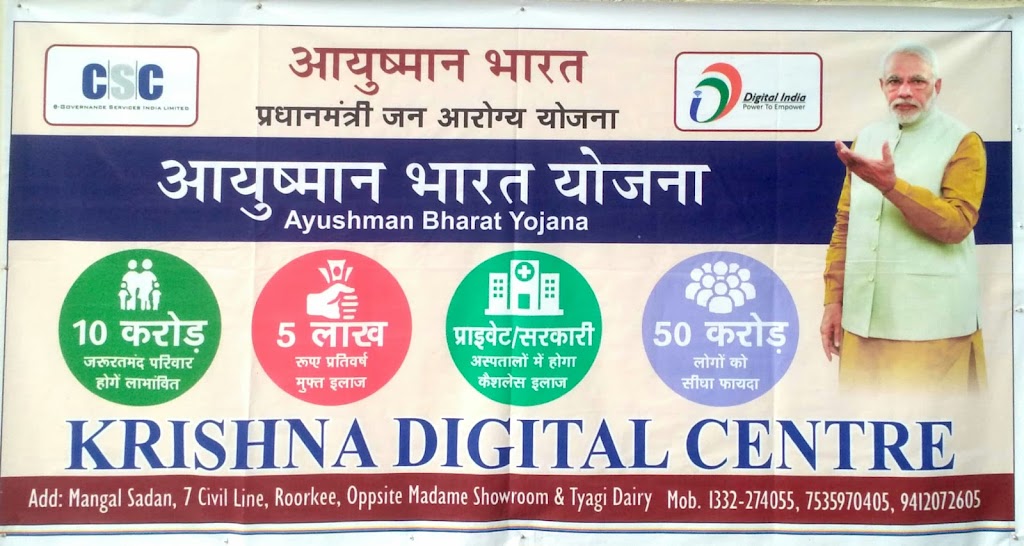 CSC
e-Governance Services India Limited
आयुष्मान भारत
प्रधानमंत्री जन आरोग्य योजना
Digital India
Power To Empower
आयुष्मान भारत योजना
Ayushman Bharat Yojana
10 करोड़
जरूरतमंद परिवार
होगें लाभांवित
5 लाख
रूपए प्रतिवर्ष
मुफ्त इलाज
प्राइवेट/सरकारी
अस्पतालों में होगा
कैशलेस इलाज
50 करोड़
लोगों को
सीधा फायदा
KRISHNA DIGITAL CENTRE
Add: Mangal Sadan, 7 Civil Line, Roorkee, Oppsite Madame Showroom & Tyagi Dairy Mob. 1332-274055, 7535970405, 9412072605